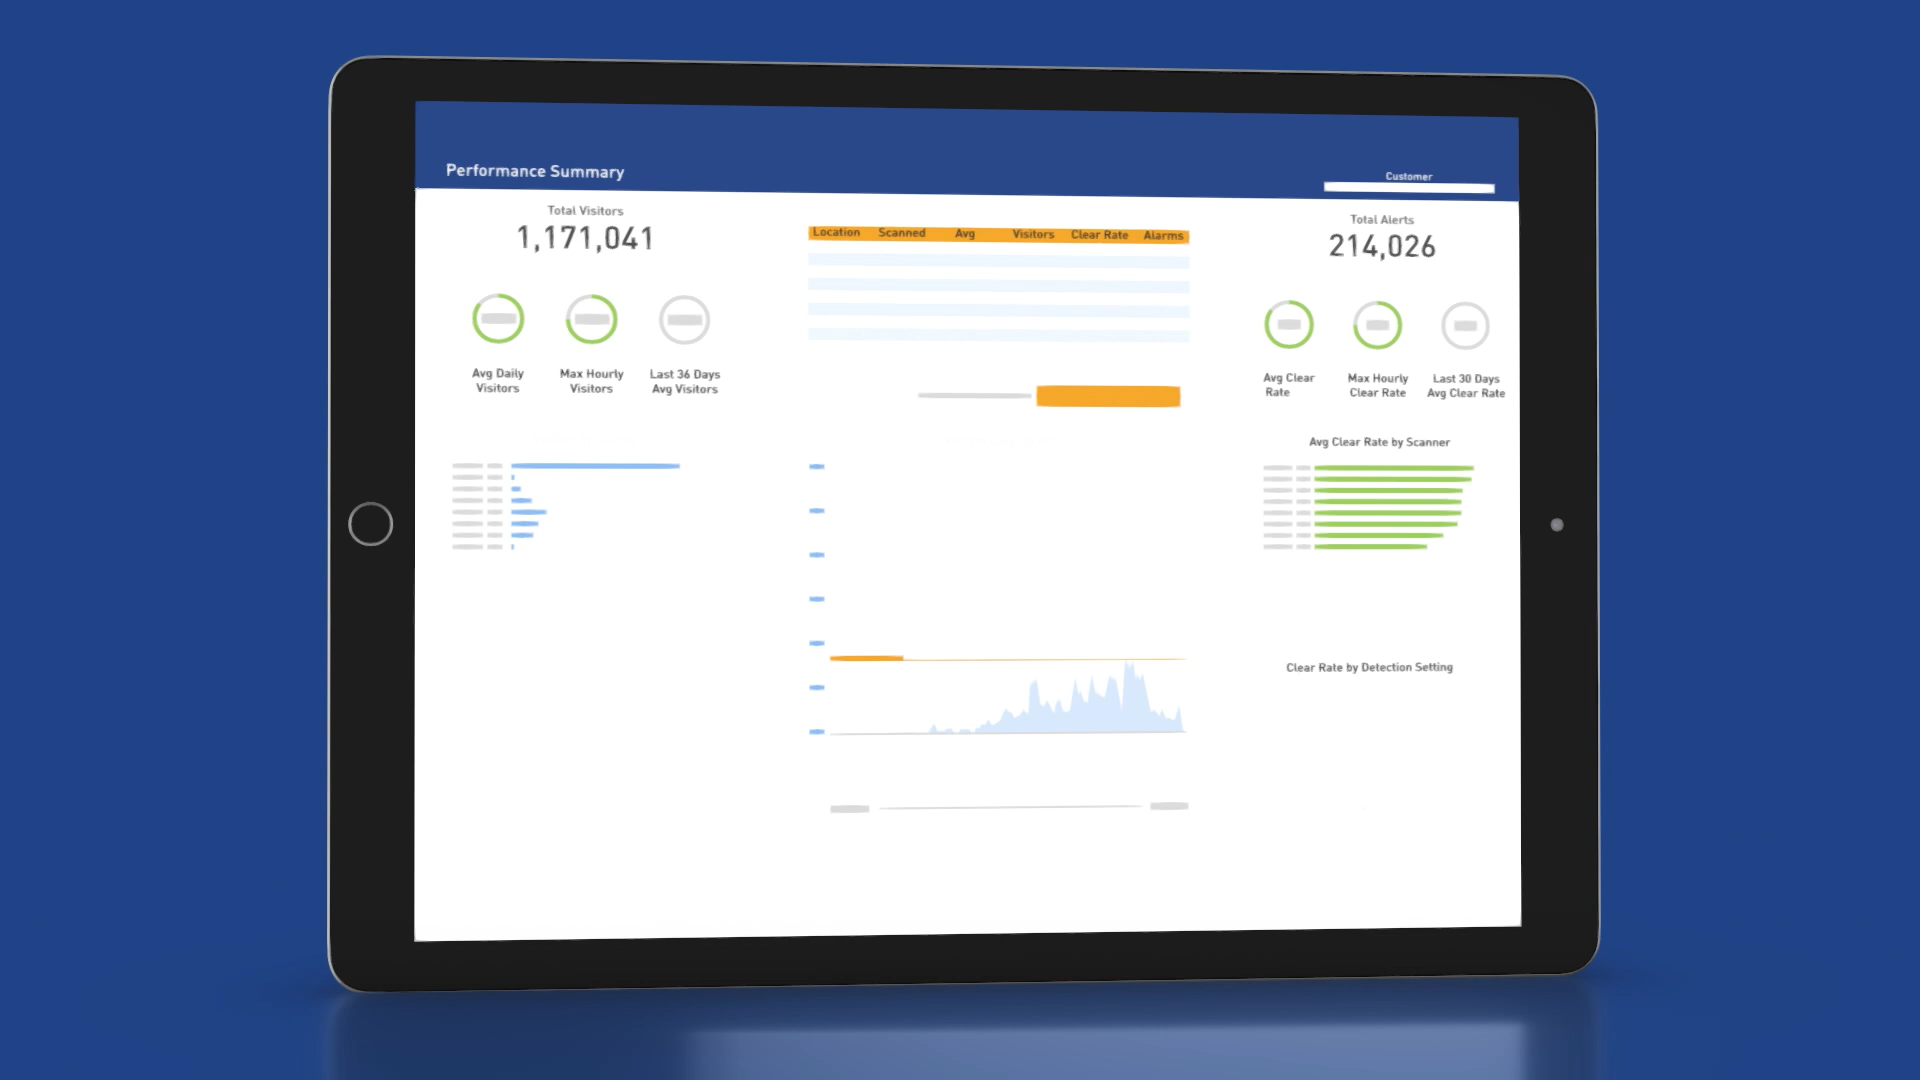 Performance Summary
Customer
Total Visitors
1,171,041
Avg Daily
Visitors
Max Hourly
Visitors
Last 36 Days
Avg Visitors
Location Scanned Avg Visitors Clear Rate Alarms
Total Alerts
214,026
Avg Clear
Rate
Max Hourly
Clear Rate
Last 30 Days
Avg Clear Rate
Avg Clear Rate by Scanner
Clear Rate by Detection Setting